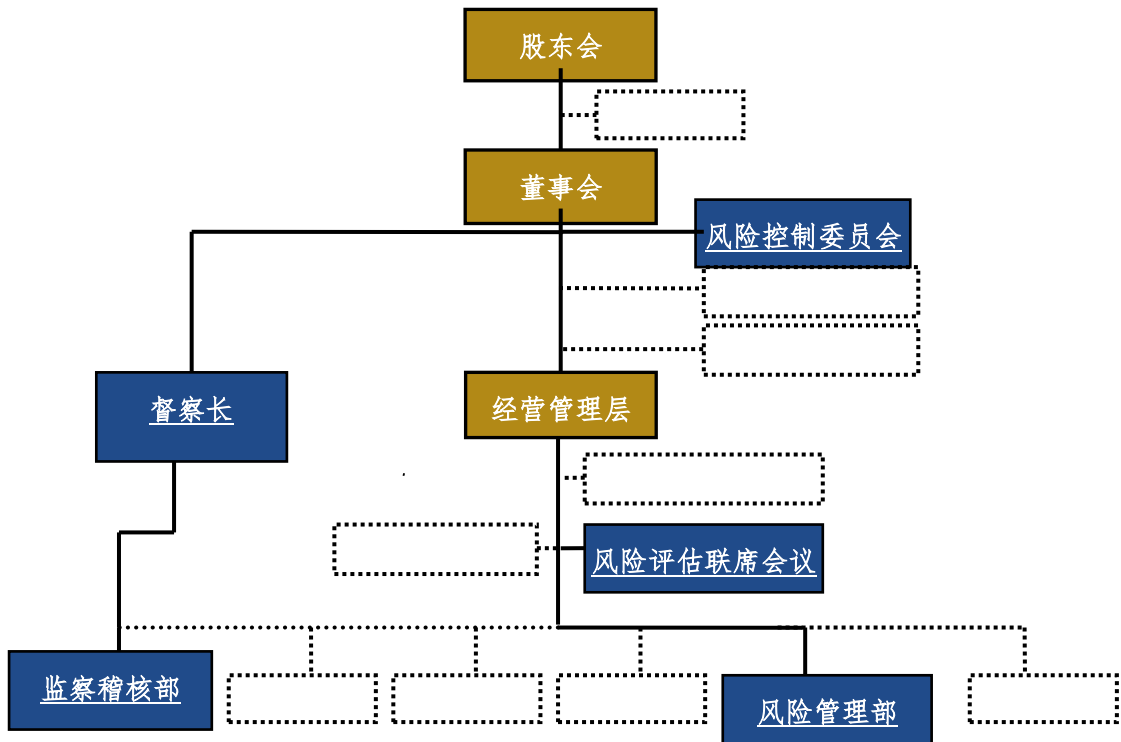 股东会
董事会
风险控制委员会
督察长
经营管理层
风险评估联席会议
监察稽核部
风险管理部